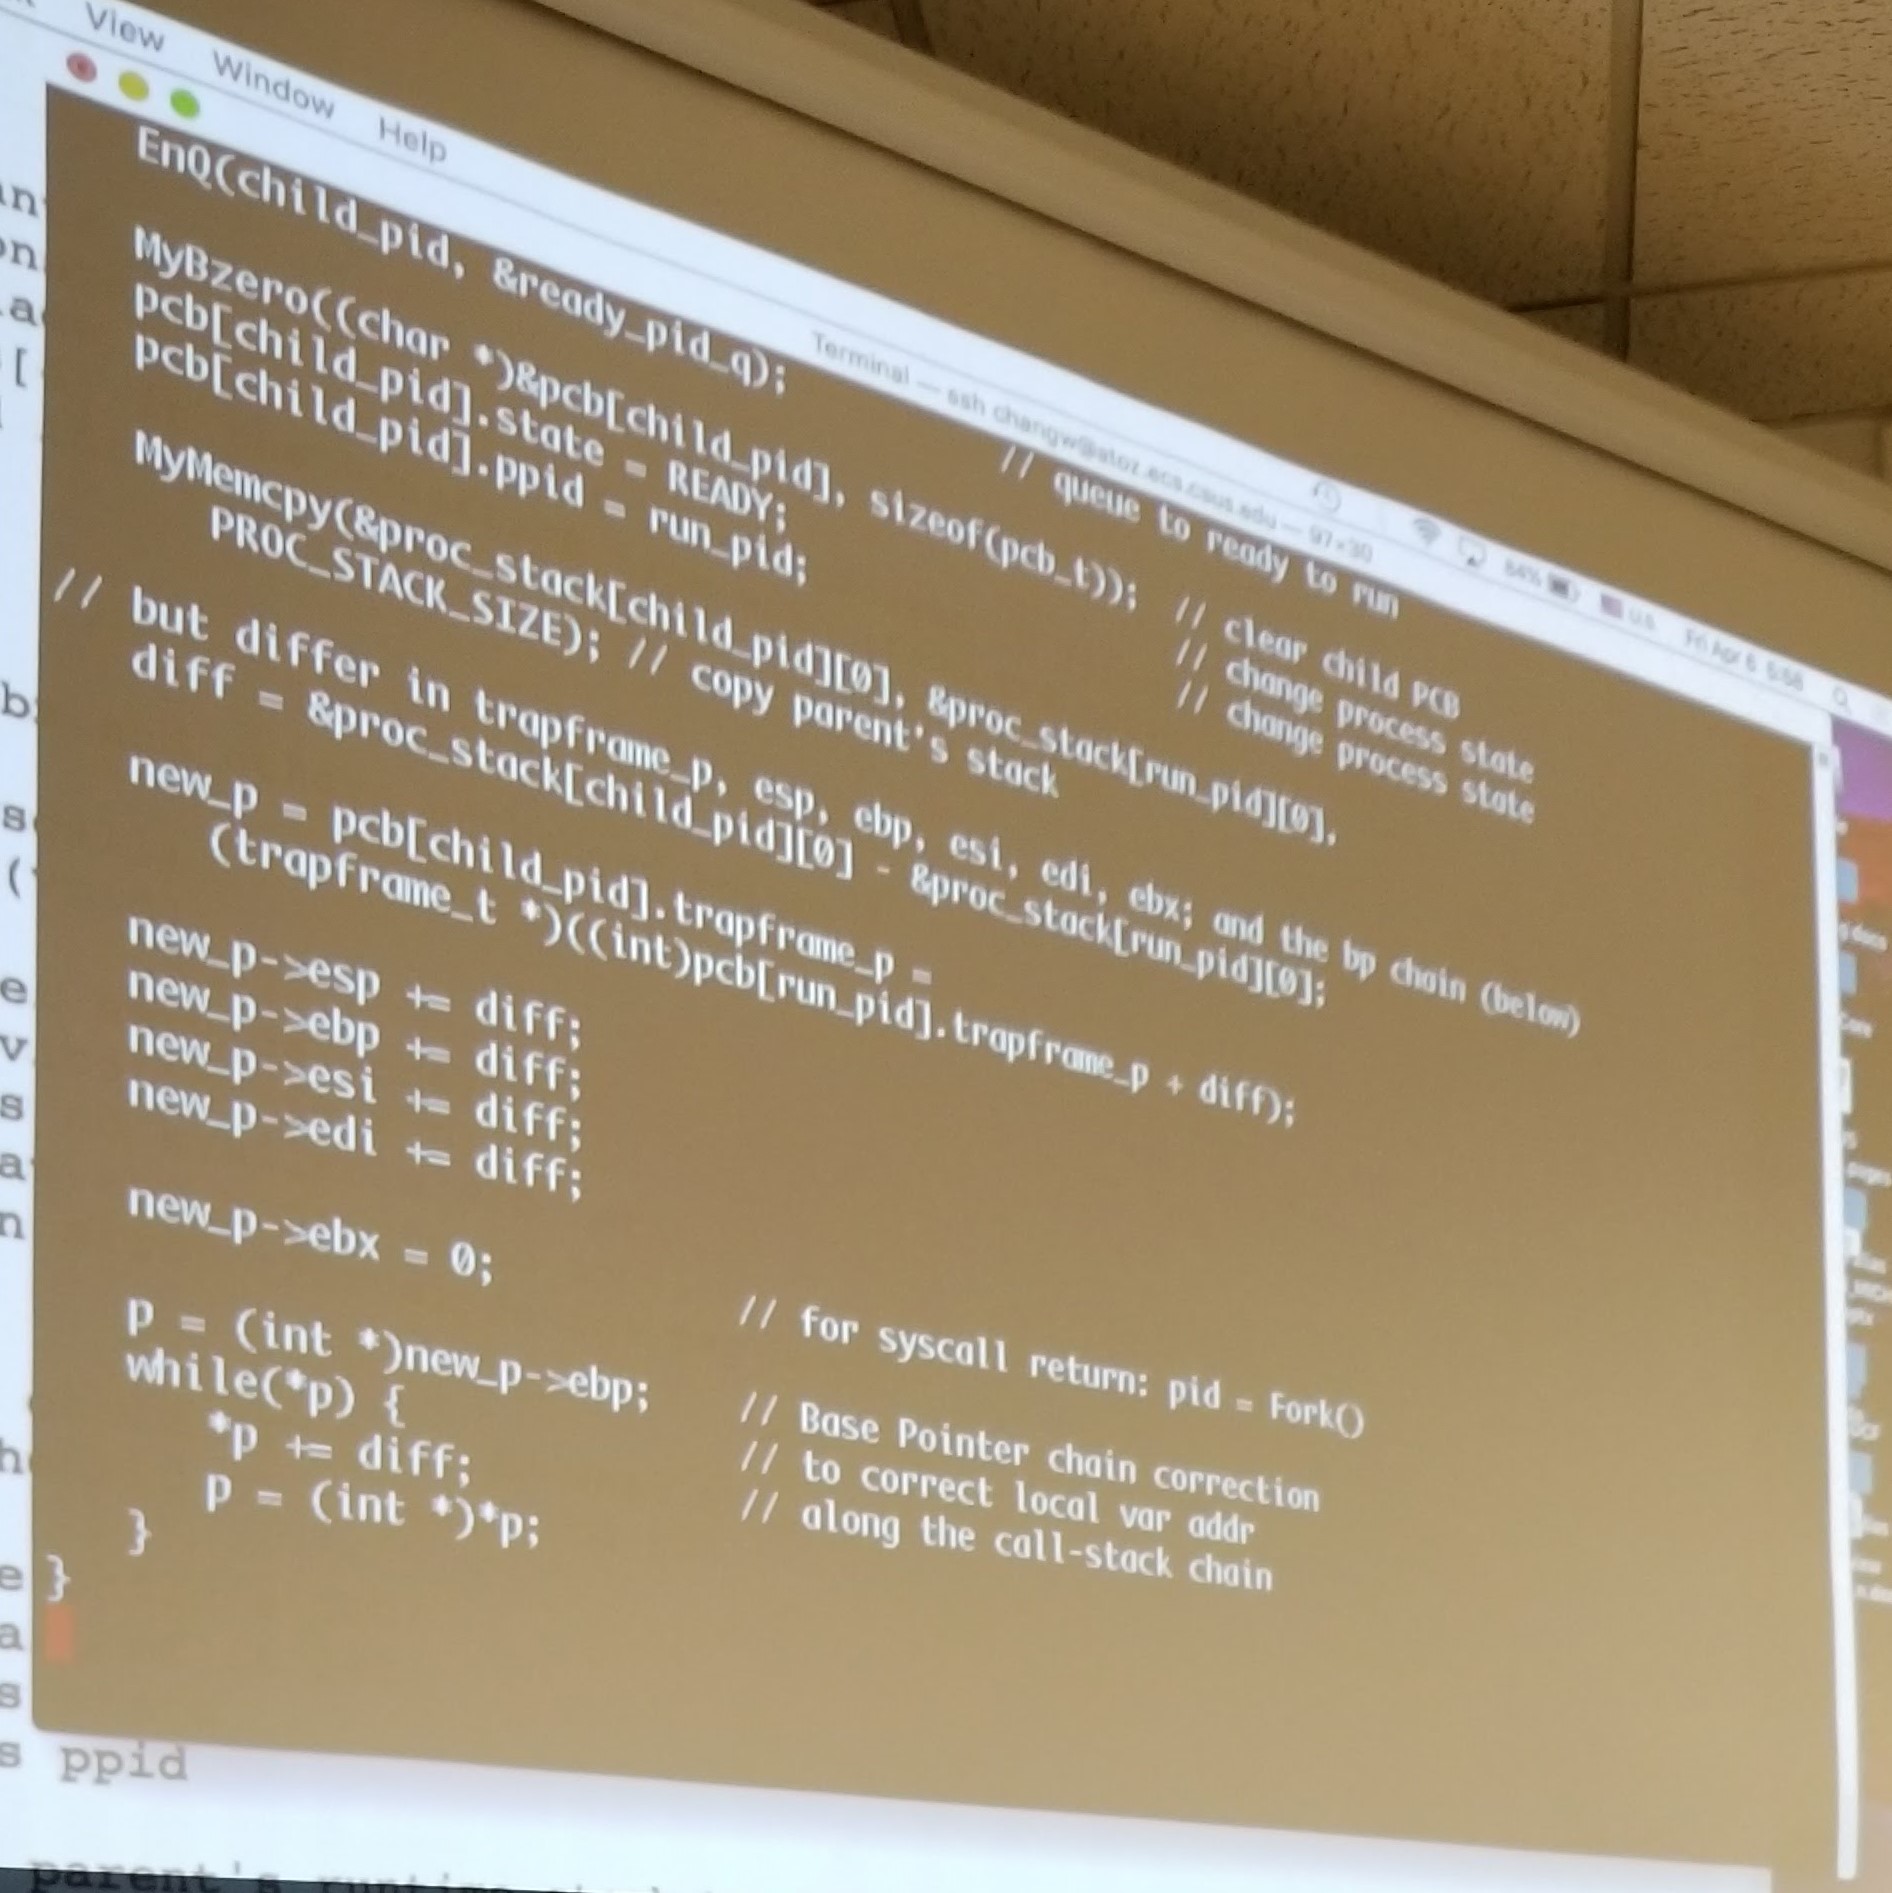 View Window Help
Terminal — ssh changw@atoz.ecs.csus.edu — 97×30
84% U.S. Fri Apr 6 5:58
EnQ(child_pid, &ready_pid_q); // queue to ready to run
MyBzero((char *)&pcb[child_pid], sizeof(pcb_t)); // clear child PCB
pcb[child_pid].state = READY; // change process state
pcb[child_pid].ppid = run_pid; // change process state
MyMemcpy(&proc_stack[child_pid][0], &proc_stack[run_pid][0],
PROC_STACK_SIZE); // copy parent's stack
// but differ in trapframe_p, esp, ebp, esi, edi, ebx; and the bp chain (below)
diff = &proc_stack[child_pid][0] - &proc_stack[run_pid][0];
new_p = pcb[child_pid].trapframe_p =
(trapframe_t *)((int)pcb[run_pid].trapframe_p + diff);
new_p->esp += diff;
new_p->ebp += diff;
new_p->esi += diff;
new_p->edi += diff;
new_p->ebx = 0; // for syscall return: pid = Fork()
p = (int *)new_p->ebp; // Base Pointer chain correction
while(*p) { // to correct local var addr
*p += diff; // along the call-stack chain
p = (int *)*p;
}
}
s ppid
parent's